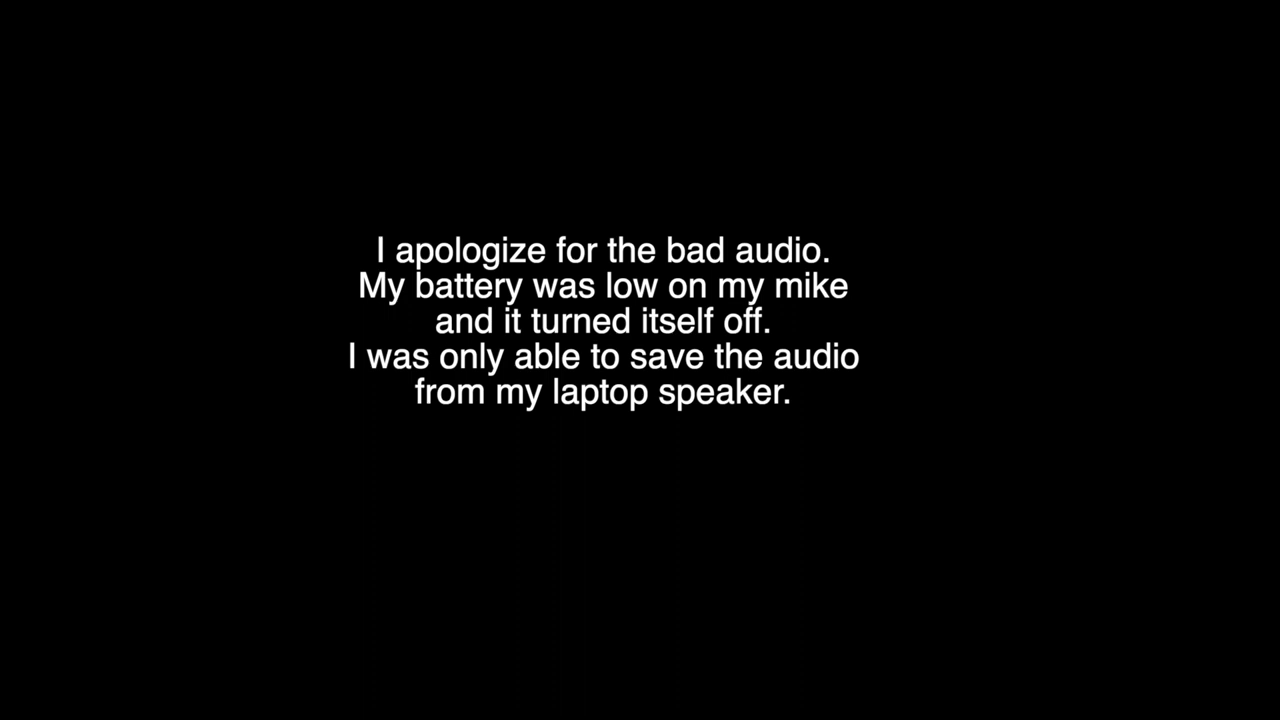 I apologize for the bad audio.
My battery was low on my mike
and it turned itself off.
I was only able to save the audio
from my laptop speaker.